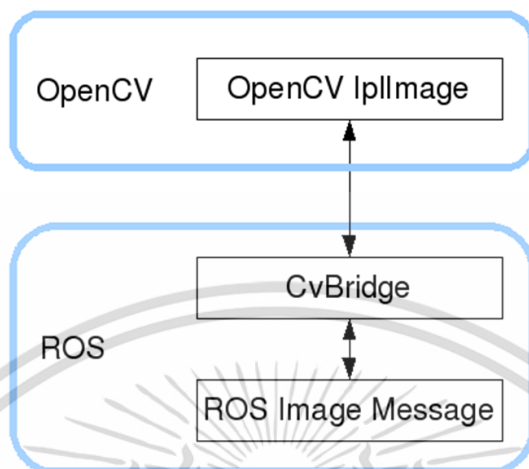 OpenCV
OpenCV IplImage
CvBridge
ROS
ROS Image Message